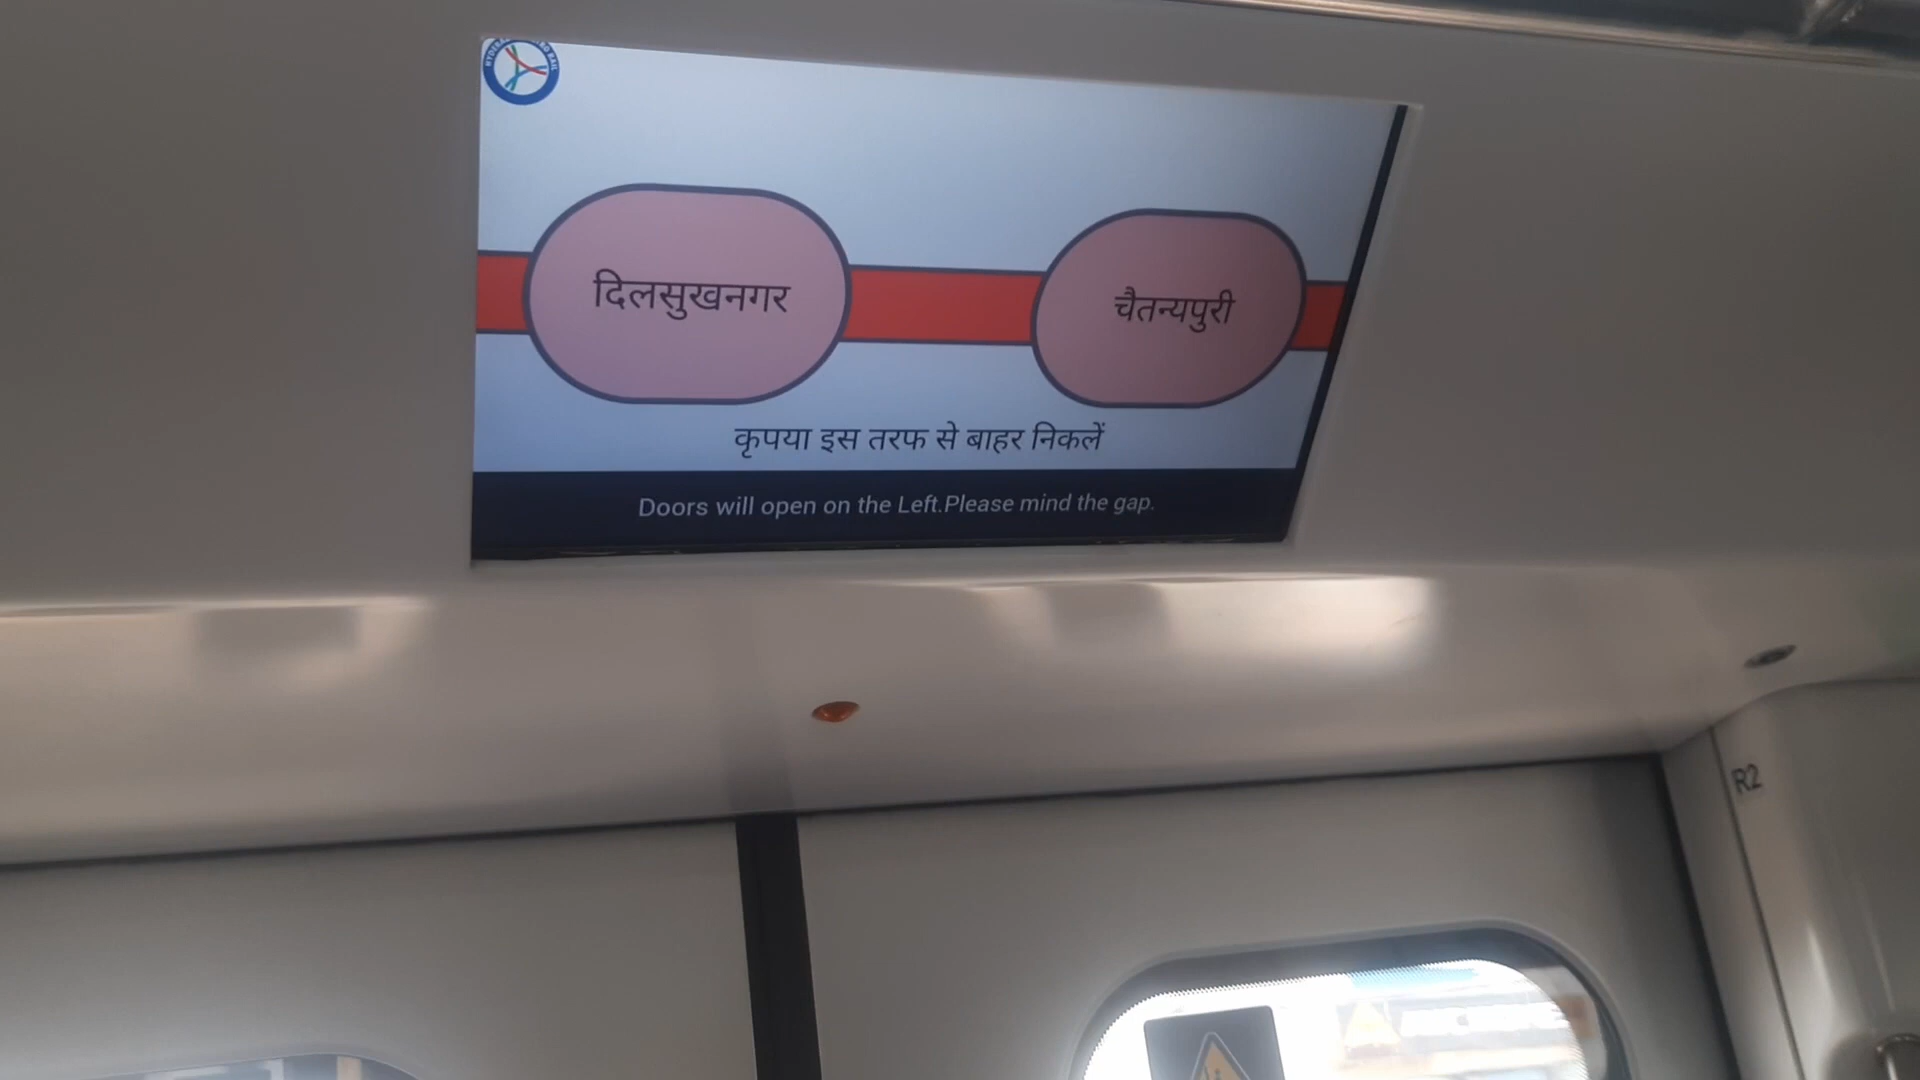 दिलसुखनगर
चैतन्यपुरी
कृपया इस तरफ से बाहर निकलें
Doors will open on the Left.Please mind the gap.
R2